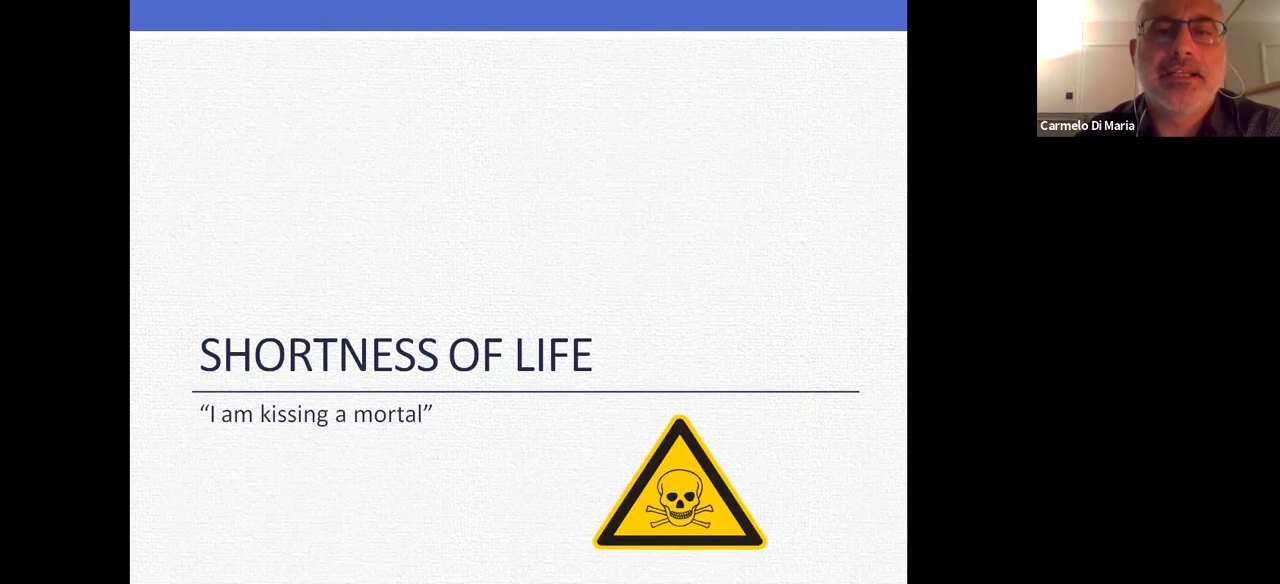 SHORTNESS OF LIFE
“I am kissing a mortal”
Carmelo Di Maria